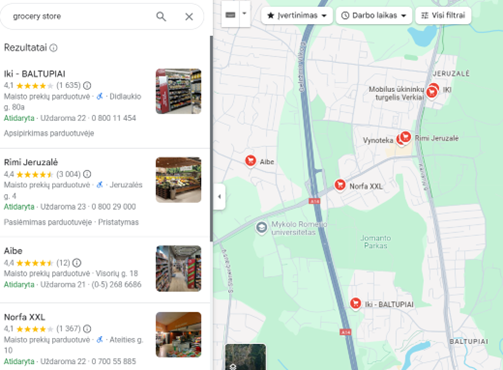 grocery store
Įvertinimas
Darbo laikas
Visi filtrai
Rezultatai
Iki - BALTUPIAI
4,1 (1 635)
Maisto prekių parduotuvė · Didlaukio
g. 80a
Atidaryta · Uždaroma 22 · 0 800 11 454
Apsipirkimas parduotuvėje
Rimi Jeruzalė
4,4 (3 004)
Maisto prekių parduotuvė · Jeruzalės
g. 4
Atidaryta · Uždaroma 23 · 0 800 29 000
Pasiėmimas parduotuvėje · Pristatymas
Aibe
4,4 (12)
Maisto prekių parduotuvė · Visorių g. 18
Atidaryta · Uždaroma 21 · (0-5) 268 6686
Norfa XXL
4,1 (1 367)
Maisto prekių parduotuvė · Ateities g.
10
Atidaryta · Uždaroma 22 · 0 700 55 885
JERUZALĖ
Mobilus ūkininkų
turgelis Verkiai
IKI
Vynoteka
Rimi Jeruzalė
Aibe
Norfa XXL
A14
Mykolo Romerio
universitetas
Jomanto
Parkas
Iki - BALTUPIAI
A14
BALTUPIAI